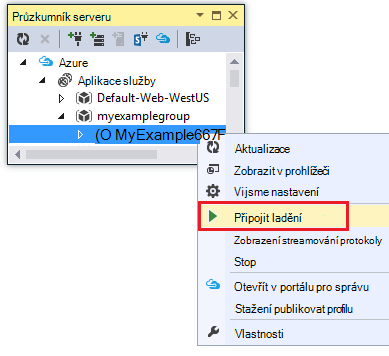 Průzkumník serveru
Azure
Aplikace služby
Default-Web-WestUS
myexamplegroup
(O MyExample667F
Aktualizace
Zobrazit v prohlížeči
Vijsme nastavení
Připojit ladění
Zobrazení streamování protokoly
Stop
Otevřít v portálu pro správu
Stažení publikovat profilu
Vlastnosti